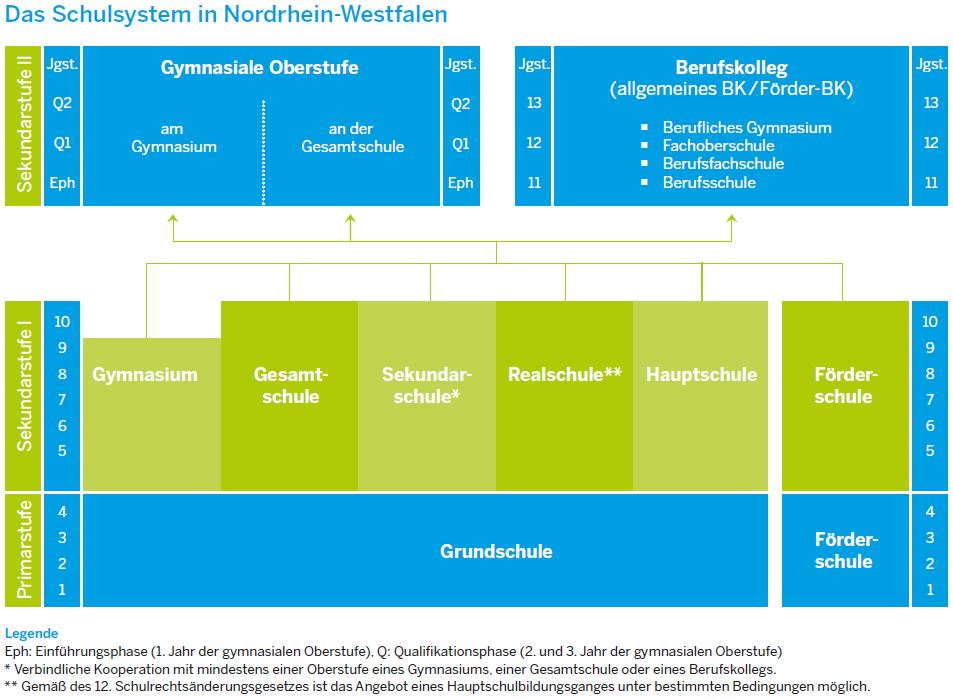 Das Schulsystem in Nordrhein-Westfalen
Sekundarstufe II
Jgst.
Q2
Q1
Eph
Gymnasiale Oberstufe
am
Gymnasium
an der
Gesamtschule
Jgst.
Q2
Q1
Eph
Jgst.
13
12
11
Berufskolleg
(allgemeines BK/Förder-BK)
▪ Berufliches Gymnasium
▪ Fachoberschule
▪ Berufsfachschule
▪ Berufsschule
Jgst.
13
12
11
Sekundarstufe I
10
9
8
7
6
5
Gymnasium
Gesamt-
schule
Sekundar-
schule*
Realschule**
Hauptschule
Förder-
schule
10
9
8
7
6
5
Primarstufe
4
3
2
1
Grundschule
Förder-
schule
4
3
2
1
Legende
Eph: Einführungsphase (1. Jahr der gymnasialen Oberstufe), Q: Qualifikationsphase (2. und 3. Jahr der gymnasialen Oberstufe)
* Verbindliche Kooperation mit mindestens einer Oberstufe eines Gymnasiums, einer Gesamtschule oder eines Berufskollegs.
** Gemäß des 12. Schulrechtsänderungsgesetzes ist das Angebot eines Hauptschulbildungsganges unter bestimmten Bedingungen möglich.